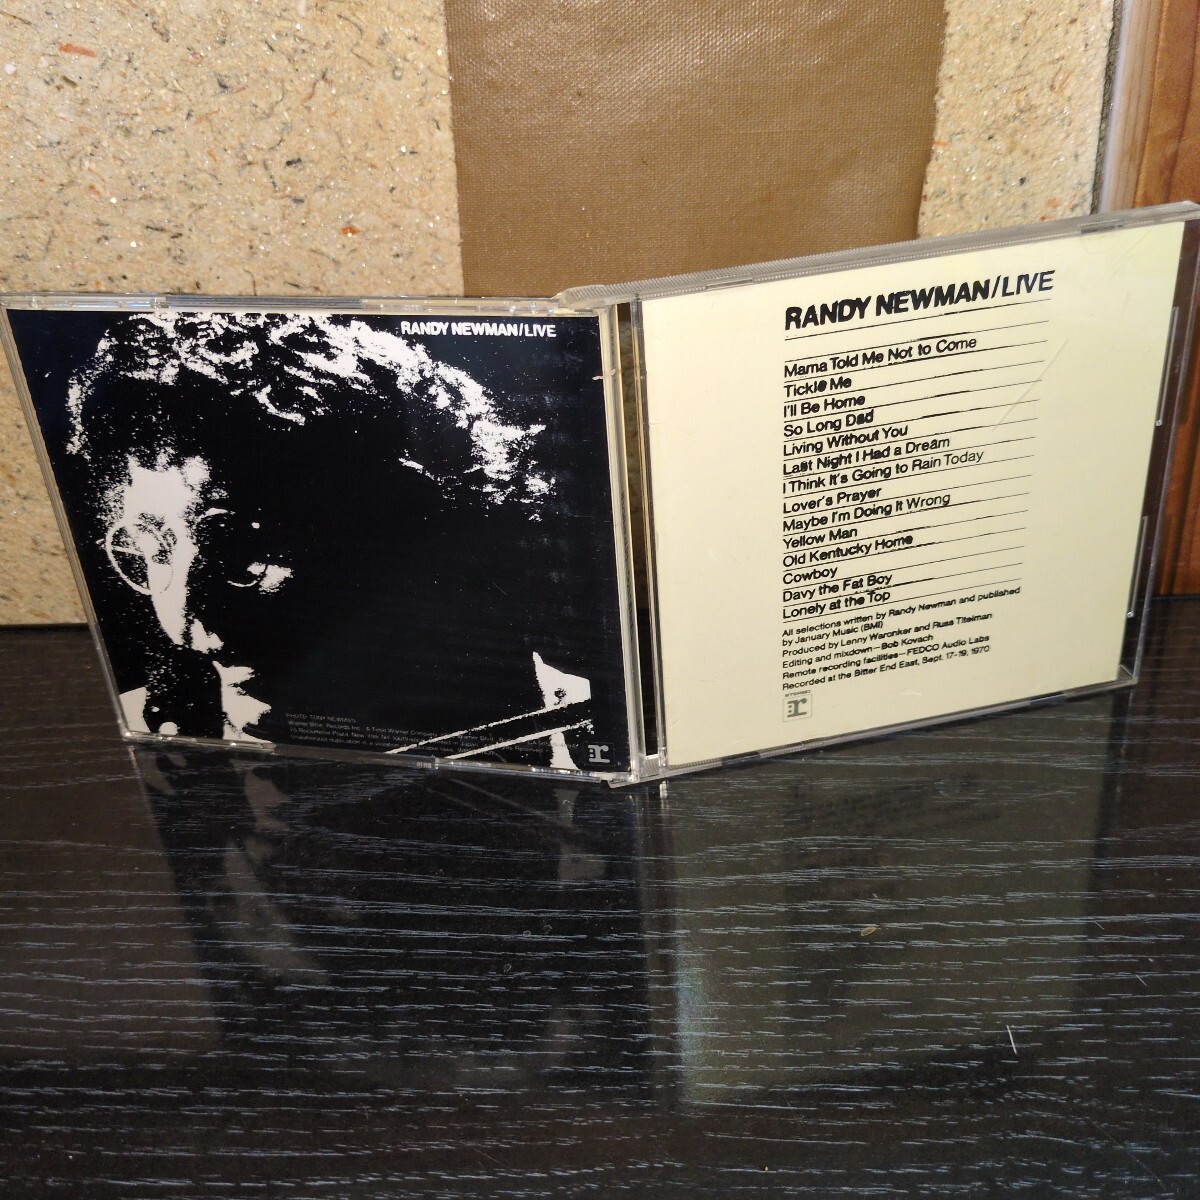 RANDY NEWMAN/LIVE
PHOTO: TONY NEWMAN
RANDY NEWMAN/LIVE
Mama Told Me Not to Come
Tickle Me
I'll Be Home
So Long Dad
Living Without You
Last Night I Had a Dream
I Think It's Going to Rain Today
Lover's Prayer
Maybe I'm Doing It Wrong
Yellow Man
Old Kentucky Home
Cowboy
Davy the Fat Boy
Lonely at the Top
All selections written by Randy Newman and published
by January Music (BMI)
Produced by Lenny Waronker and Russ Titelman
Editing and mixdown—Bob Kovach
Remote recording facilities—FEDCO Audio Labs
Recorded at the Bitter End East, Sept. 17-19, 1970
STEREO